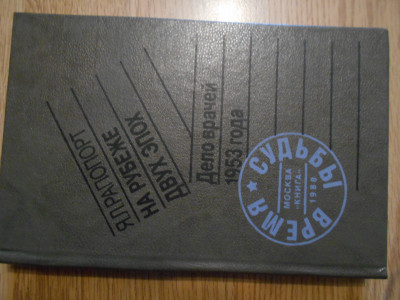 Я.Л.РАПОПОРТ
НА РУБЕЖЕ
ДВУХ ЭПОХ
Дело врачей
1953 года
ВРЕМЯ ★ СУДЬБЫ ★
МОСКВА
«КНИГА»
1988